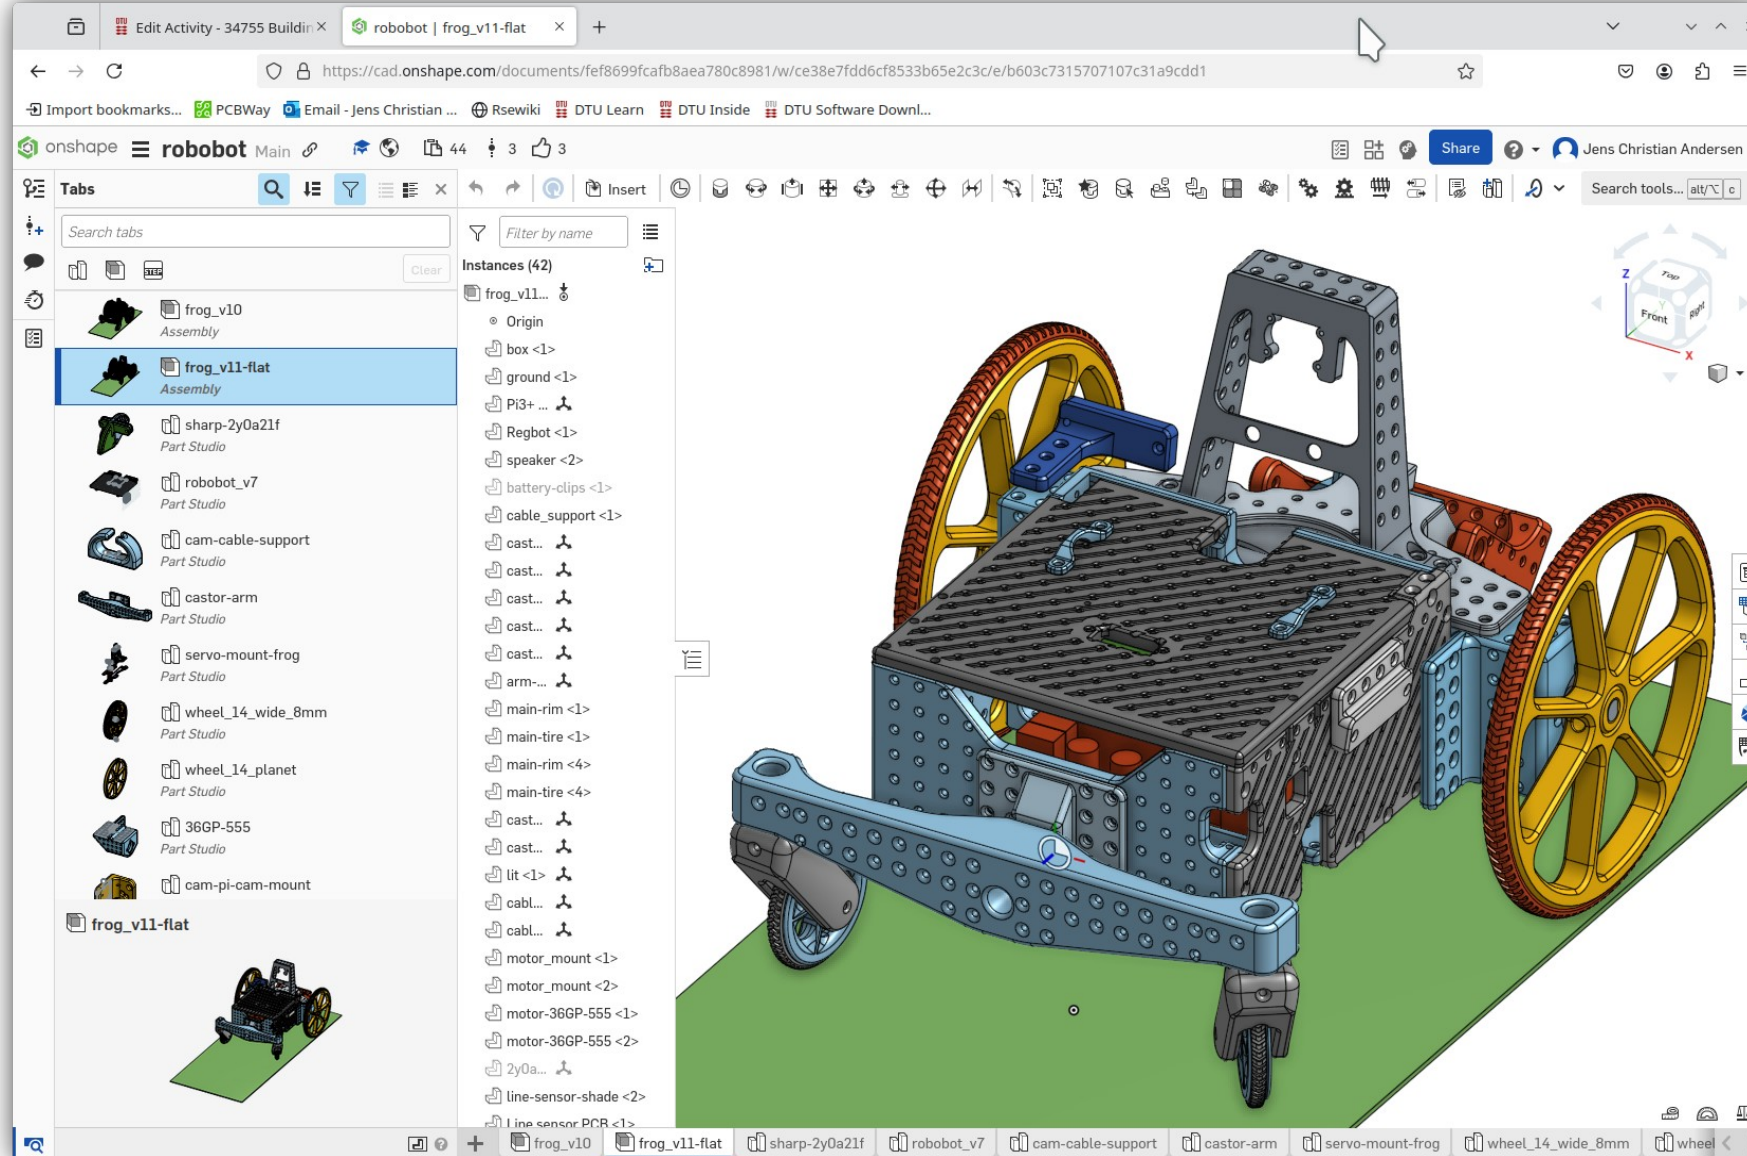 Edit Activity - 34755 Buildin
robobot | frog_v11-flat
https://cad.onshape.com/documents/fef8699fcafb8aea780c8981/w/ce38e7fdd6cf8533b65e2c3c/e/b603c7315707107c31a9cdd1
Import bookmarks... PCBWay Email - Jens Christian ... Rsewiki DTU Learn DTU Inside DTU Software Downl...
onshape robobot Main 44 3 3 Share Jens Christian Andersen
Tabs Insert Search tools... alt/⌥ c
Search tabs
STEP Clear
frog_v10
Assembly
frog_v11-flat
Assembly
sharp-2y0a21f
Part Studio
robobot_v7
Part Studio
cam-cable-support
Part Studio
castor-arm
Part Studio
servo-mount-frog
Part Studio
wheel_14_wide_8mm
Part Studio
wheel_14_planet
Part Studio
36GP-555
Part Studio
cam-pi-cam-mount
frog_v11-flat
Filter by name
Instances (42)
frog_v11...
Origin
box <1>
ground <1>
Pi3+ ...
Regbot <1>
speaker <2>
battery-clips <1>
cable_support <1>
cast...
cast...
cast...
cast...
cast...
arm-...
main-rim <1>
main-tire <1>
main-rim <4>
main-tire <4>
cast...
cast...
lit <1>
cabl...
cabl...
motor_mount <1>
motor_mount <2>
motor-36GP-555 <1>
motor-36GP-555 <2>
2y0a...
line-sensor-shade <2>
Line sensor PCB <1>
Z
Top
Y
Front
Right
X
frog_v10 frog_v11-flat sharp-2y0a21f robobot_v7 cam-cable-support castor-arm servo-mount-frog wheel_14_wide_8mm wheel